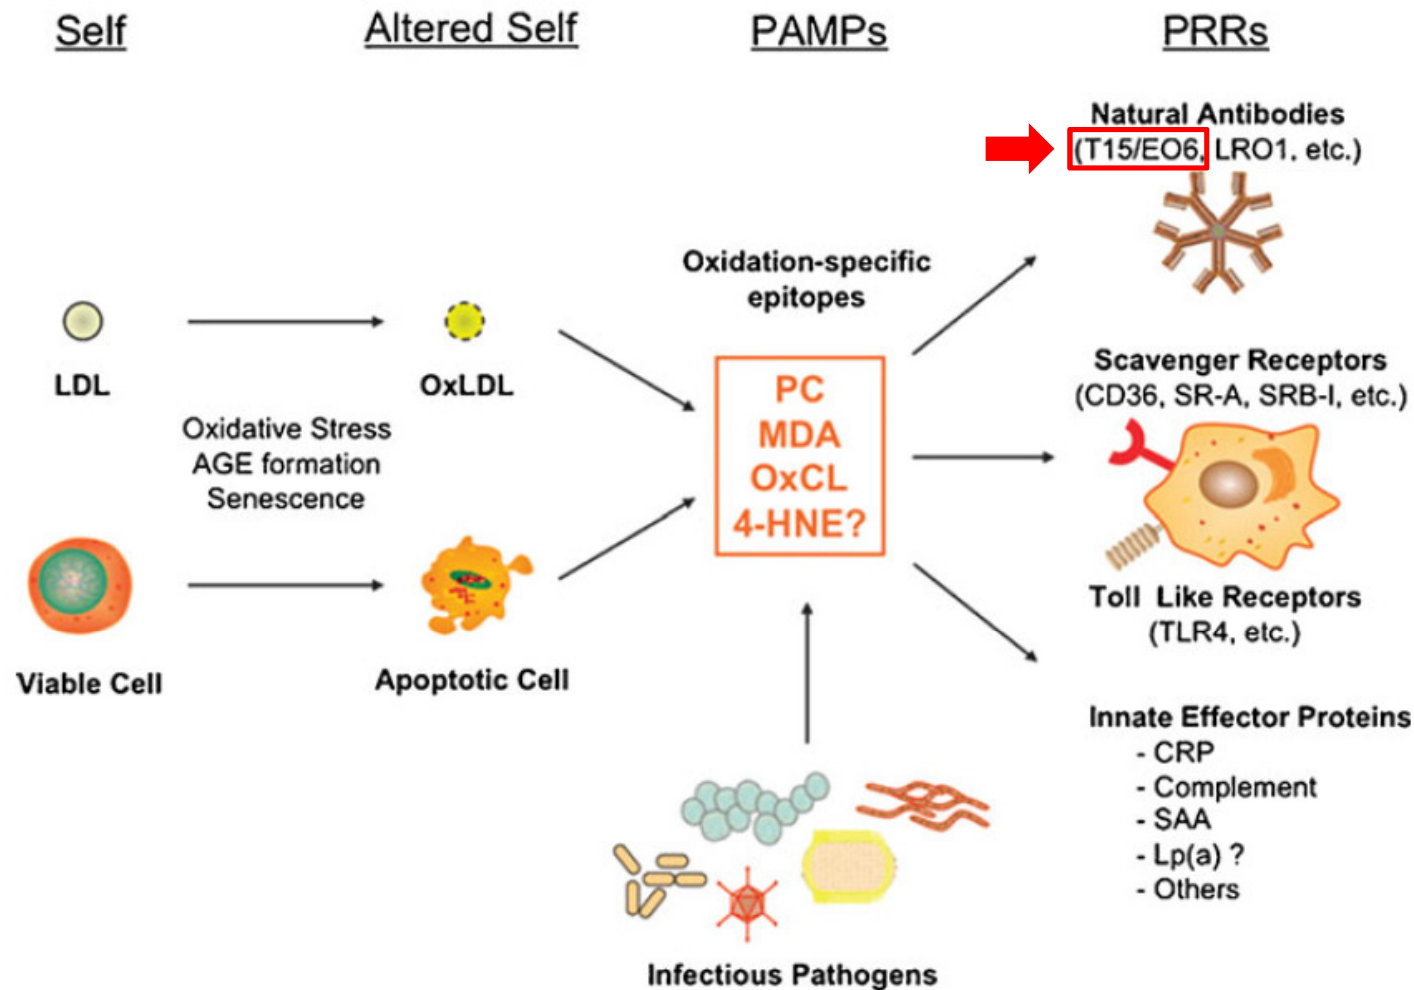 Self
Altered Self
PAMPs
PRRs
Natural Antibodies
(T15/EO6, LRO1, etc.)
Oxidation-specific
epitopes
LDL
OxLDL
Oxidative Stress
AGE formation
Senescence
PC
MDA
OxCL
4-HNE?
Scavenger Receptors
(CD36, SR-A, SRB-I, etc.)
Toll Like Receptors
(TLR4, etc.)
Viable Cell
Apoptotic Cell
Innate Effector Proteins
- CRP
- Complement
- SAA
- Lp(a) ?
- Others
Infectious Pathogens